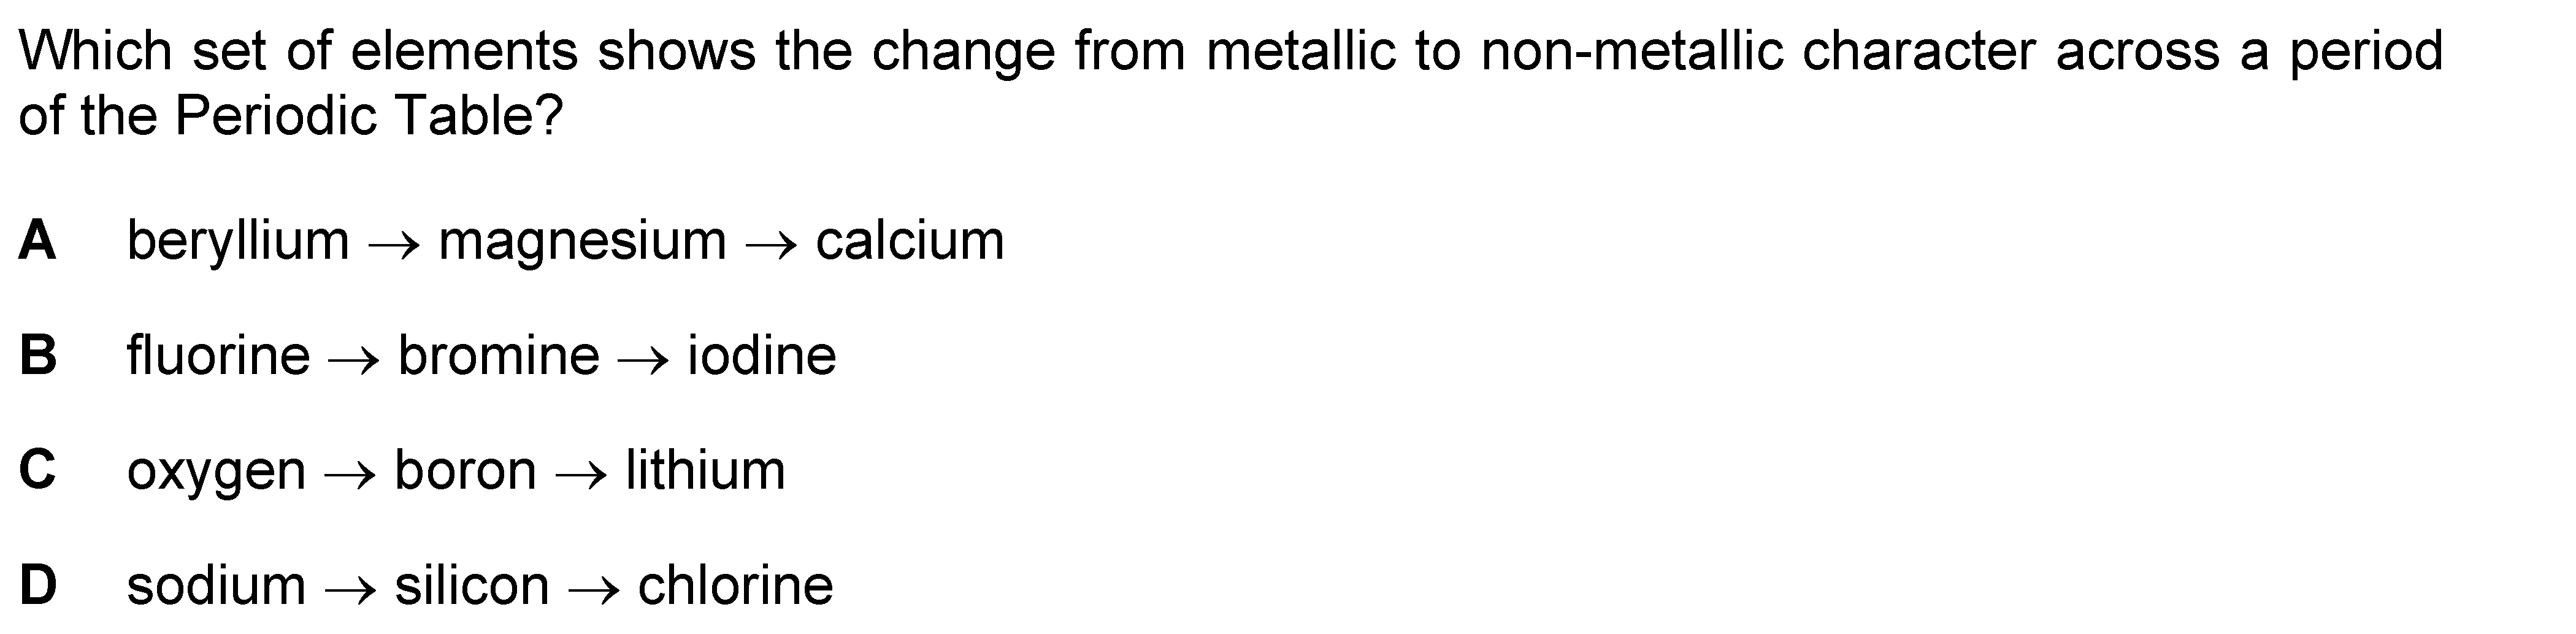 Which set of elements shows the change from metallic to non-metallic character across a period
of the Periodic Table?
A beryllium → magnesium → calcium
B fluorine → bromine → iodine
C oxygen → boron → lithium
D sodium → silicon → chlorine